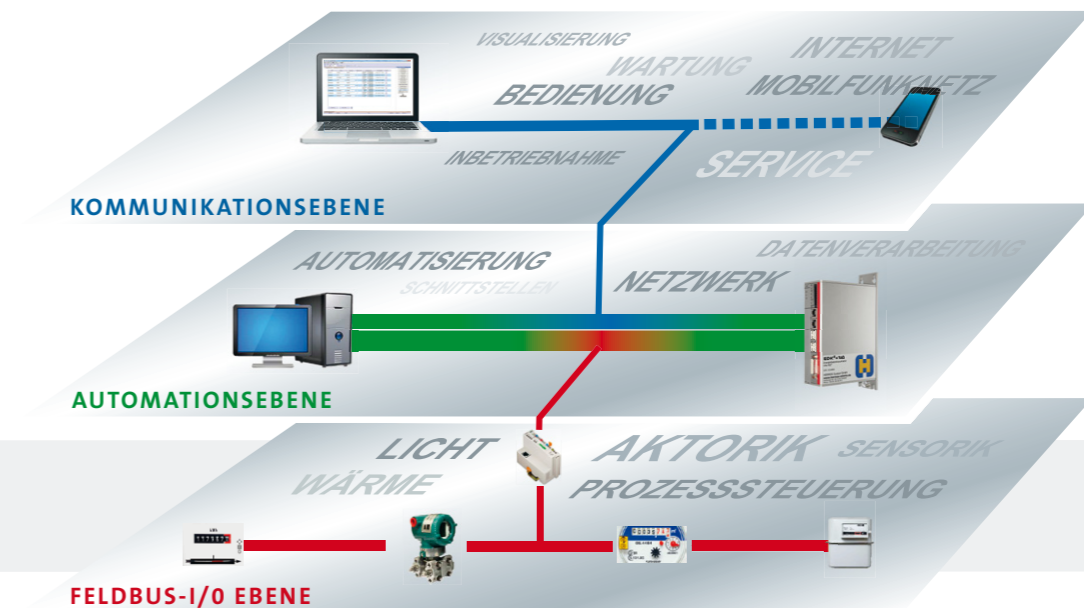 VISUALISIERUNG
INTERNET
WARTUNG
MOBILFUNKNETZ
BEDIENUNG
INBETRIEBNAHME
SERVICE
KOMMUNIKATIONSEBENE
DATENVERARBEITUNG
AUTOMATISIERUNG
NETZWERK
SCHNITTSTELLEN
AUTOMATIONSEBENE
LICHT
AKTORIK
SENSORIK
WÄRME
PROZESSSTEUERUNG
FELDBUS-I/0 EBENE